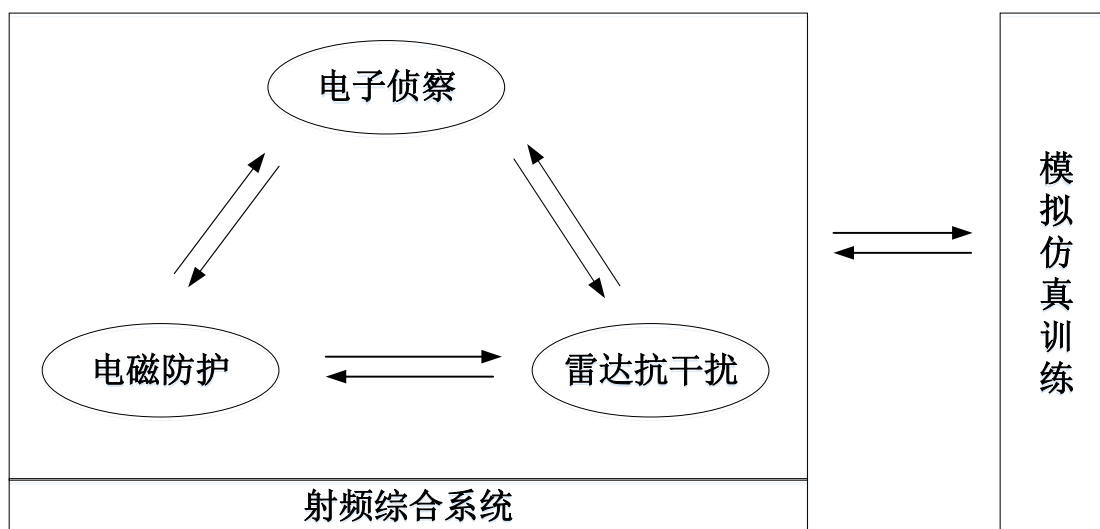 电子侦察
电磁防护
雷达抗干扰
射频综合系统
模拟仿真训练